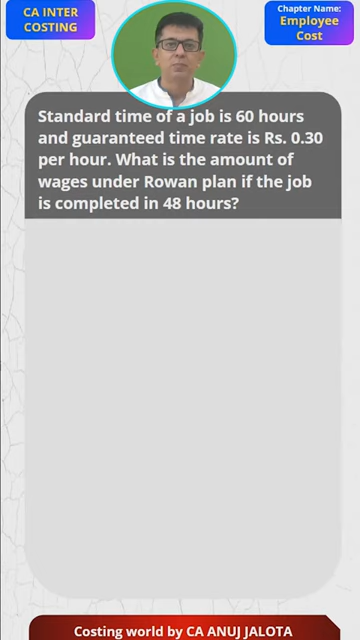 CA INTER
COSTING
Chapter Name:
Employee
Cost
Standard time of a job is 60 hours
and guaranteed time rate is Rs. 0.30
per hour. What is the amount of
wages under Rowan plan if the job
is completed in 48 hours?
Costing world by CA ANUJ JALOTA